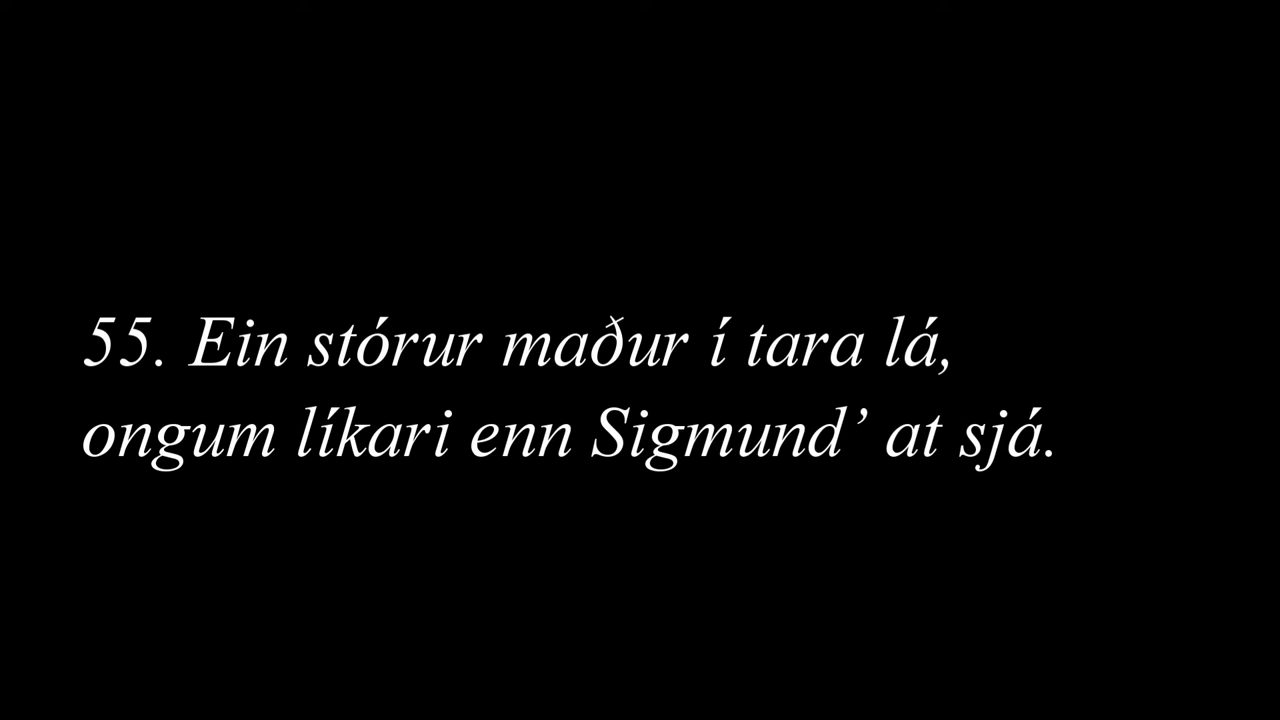 55. Ein stórur maður í tara lá,
ongum líkari enn Sigmund’ at sjá.